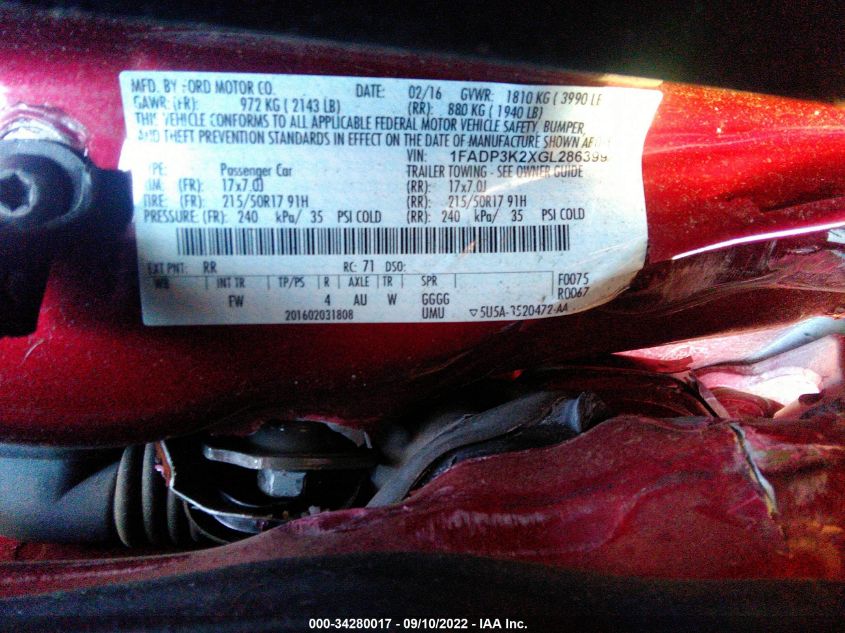 MFD. BY FORD MOTOR CO. DATE: 02/16 GVWR: 1810 KG ( 3990 LB
GAWR: (FR): 972 KG ( 2143 LB) (RR): 880 KG ( 1940 LB)
THIS VEHICLE CONFORMS TO ALL APPLICABLE FEDERAL MOTOR VEHICLE SAFETY, BUMPER,
AND THEFT PREVENTION STANDARDS IN EFFECT ON THE DATE OF MANUFACTURE SHOWN
VIN: 1FADP3K2XGL286399
TYPE: Passenger Car TRAILER TOWING - SEE OWNER GUIDE
RIM: (FR): 17x7.0J (RR): 17x7.0J
TIRE: (FR): 215/50R17 91H (RR): 215/50R17 91H
PRESSURE: (FR): 240 kPa/ 35 PSI COLD (RR): 240 kPa/ 35 PSI COLD
EXT PNT: RR RC: 71 DSO:
WB INT TR TP/PS R AXLE TR SPR F0075
FW 4 AU W GGGG R0067
201602031808 UMU ▽5U5A-3520472-AA
000-34280017 - 09/10/2022 - IAA Inc.